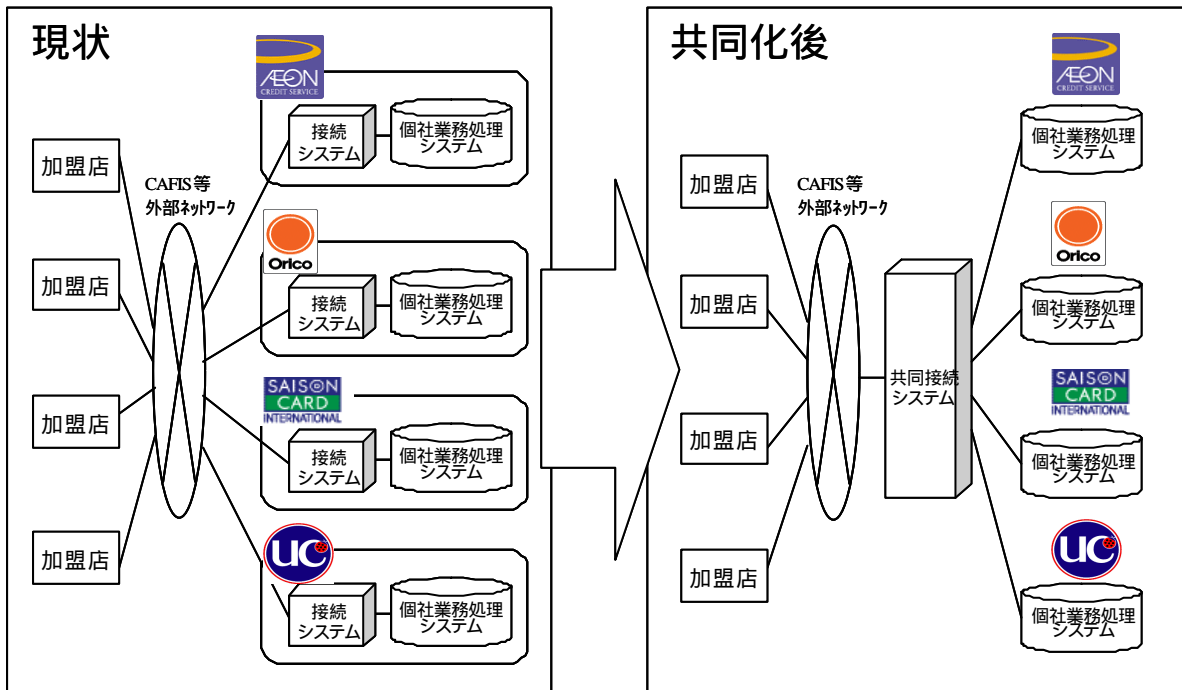 現状
ÆON
CREDIT SERVICE
接続
システム
個社業務処理
システム
加盟店
CAFIS等
外部ネットワーク
Orico
接続
システム
個社業務処理
システム
加盟店
SAISON
CARD
INTERNATIONAL
接続
システム
個社業務処理
システム
加盟店
UC
接続
システム
個社業務処理
システム
加盟店
共同化後
ÆON
CREDIT SERVICE
個社業務処理
システム
加盟店
CAFIS等
外部ネットワーク
Orico
個社業務処理
システム
加盟店
共同接続
システム
SAISON
CARD
INTERNATIONAL
個社業務処理
システム
加盟店
UC
個社業務処理
システム
加盟店